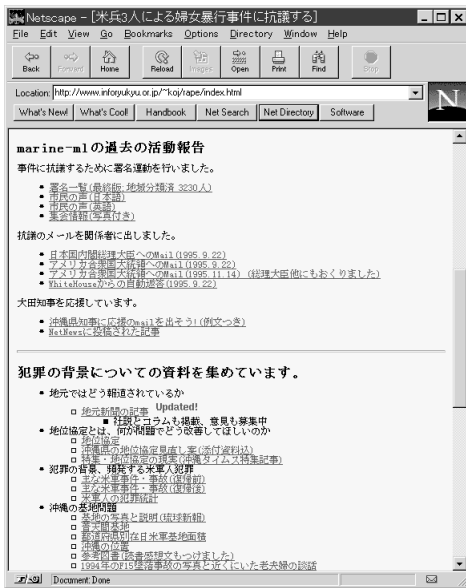 Netscape - [米兵3人による婦女暴行事件に抗議する]
File Edit View Go Bookmarks Options Directory Window Help
Back Forward Home Reload Images Open Print Find Stop
Location: http://www.inforyukyu.or.jp/~koj/rape/index.html
What's New! What's Cool! Handbook Net Search Net Directory Software
N
marine-mlの過去の活動報告
事件に抗議するために署名運動を行いました。
署名一覧(最終版:地域分類済 3230人)
市民の声(日本語)
市民の声(英語)
集会情報(写真付き)
抗議のメールを関係者に出しました。
日本国内閣総理大臣へのMail(1995.9.22)
アメリカ合衆国大統領へのMail(1995.9.22)
アメリカ合衆国大統領へのMail(1995.11.14) (総理大臣他にもおくりました)
WhiteHouseからの自動返答(1995.9.22)
大田知事を応援しています。
沖縄県知事に応援のmailを出そう!(例文つき)
NetNewsに投稿された記事
犯罪の背景についての資料を集めています。
地元ではどう報道されているか
地元新聞の記事 Updated!
社説とコラムも掲載、意見も募集中
地位協定とは、何が問題でどう改善してほしいのか
地位協定
沖縄県の地位協定見直し案(添付資料込)
特集・地位協定の現実(沖縄タイムス特集記事)
犯罪の背景、頻発する米軍人犯罪
主な米軍事件・事故(復帰前)
主な米軍事件・事故(復帰後)
米軍人の犯罪統計
沖縄の基地問題
基地の写真と説明(琉球新報)
普天間基地
都道府県別在日米軍基地面積
沖縄の位置
参考図書(読書感想文もつけました)
1994年のF15墜落事故の写真と近くにいた老夫婦の談話
Document: Done